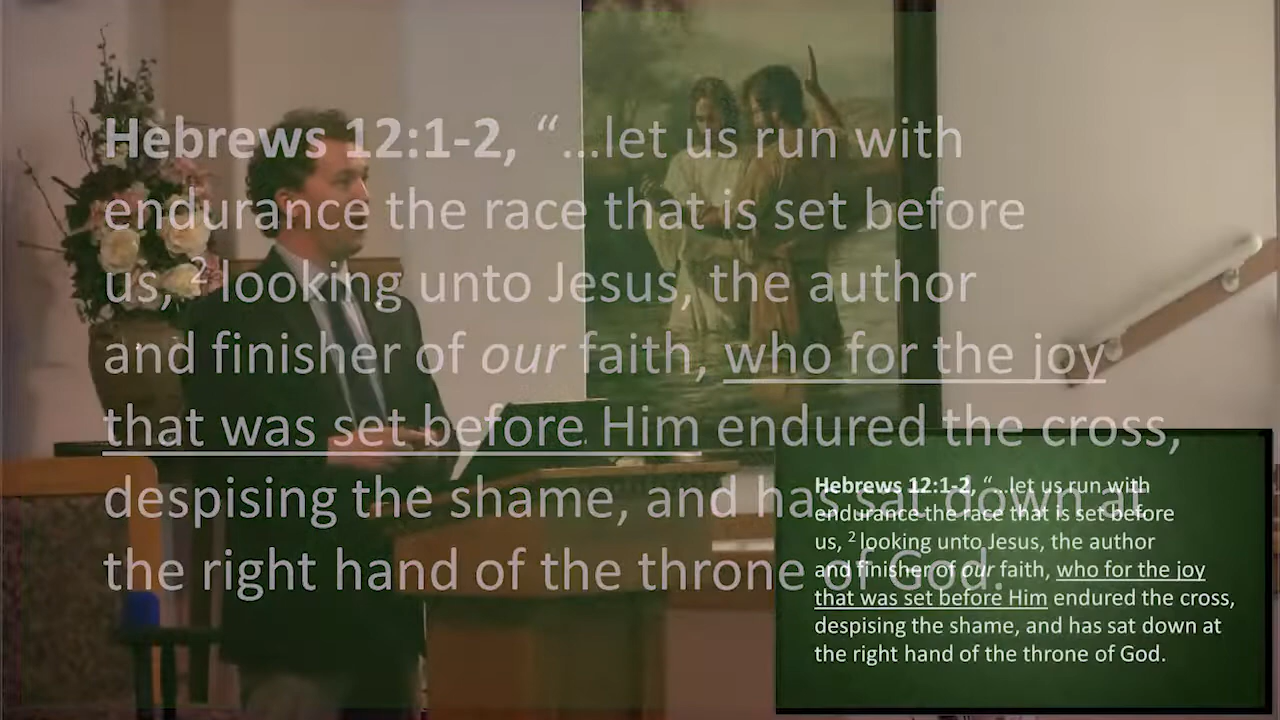 Hebrews 12:1-2, “…let us run with
endurance the race that is set before
us, ² looking unto Jesus, the author
and finisher of our faith, who for the joy
that was set before Him endured the cross,
despising the shame, and has sat down at
the right hand of the throne of God.
Hebrews 12:1-2, “…let us run with
endurance the race that is set before
us, ² looking unto Jesus, the author
and finisher of our faith, who for the joy
that was set before Him endured the cross,
despising the shame, and has sat down at
the right hand of the throne of God.